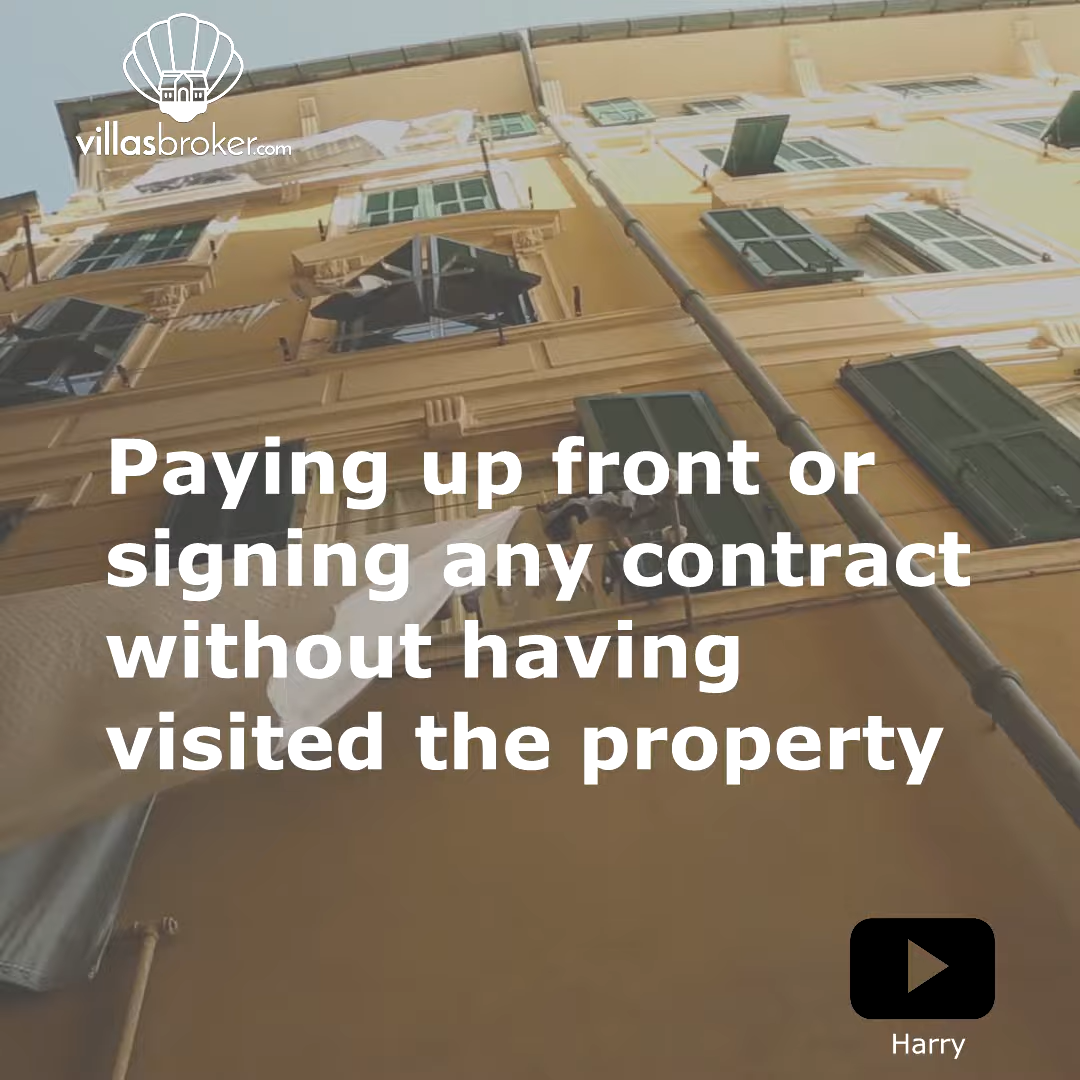 villasbroker.com
Paying up front or
signing any contract
without having
visited the property
Harry